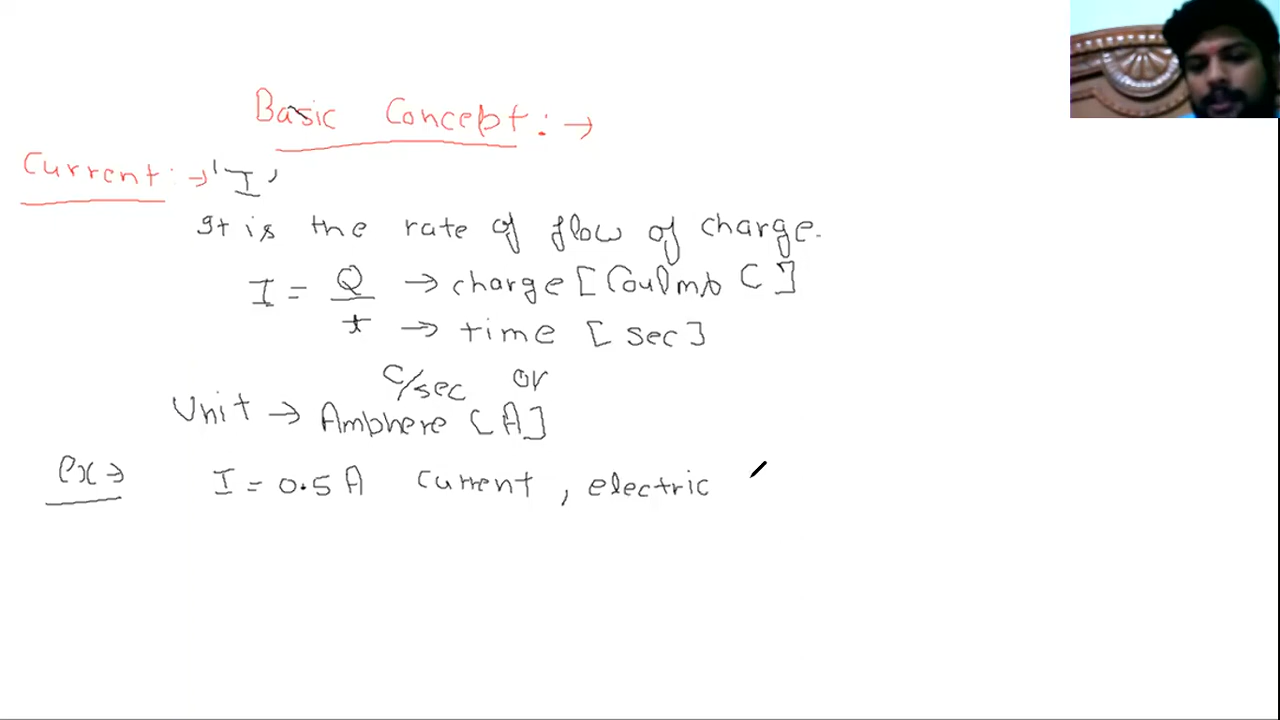 Basic Concept :→
Current :→ 'I'
It is the rate of flow of charge.
I = Q → charge [Coulmb C]
t → time [sec]
C/sec or
Unit → Amphere [A]
ex→ I = 0.5 A current, electric